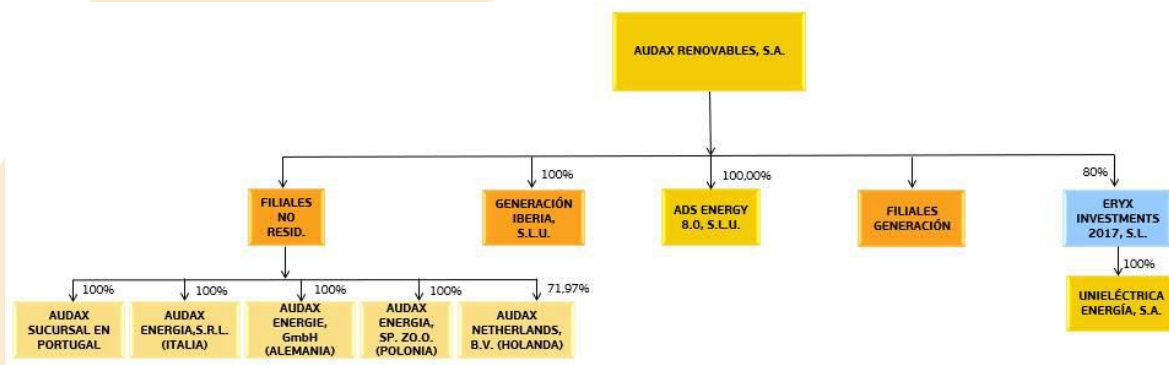 AUDAX RENOVABLES, S.A.
100%
100,00%
80%
FILIALES
NO
RESID.
GENERACIÓN
IBERIA,
S.L.U.
ADS ENERGY
8.0, S.L.U.
FILIALES
GENERACIÓN
ERYX
INVESTMENTS
2017, S.L.
100%
100%
100%
100%
71,97%
100%
AUDAX
SUCURSAL EN
PORTUGAL
AUDAX
ENERGIA,S.R.L.
(ITALIA)
AUDAX
ENERGIE,
GmbH
(ALEMANIA)
AUDAX
ENERGIA,
SP. ZO.O.
(POLONIA)
AUDAX
NETHERLANDS,
B.V. (HOLANDA)
UNIELÉCTRICA
ENERGÍA, S.A.